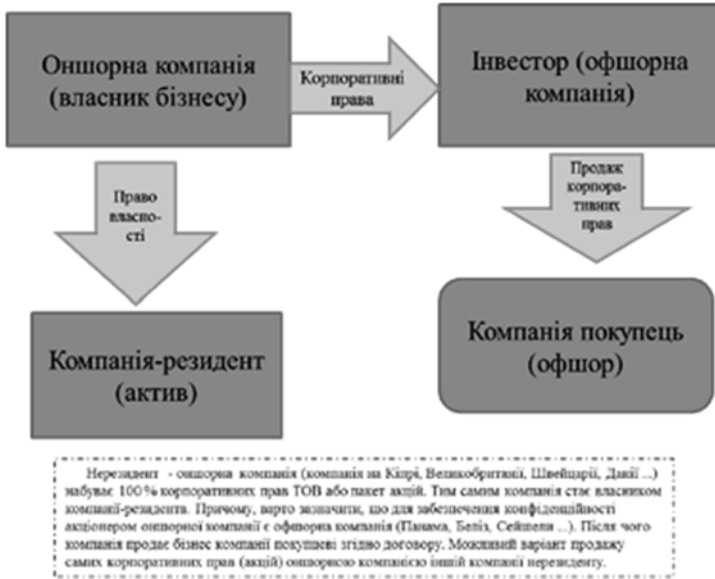 Оншорна компанія
(власник бізнесу)
Корпоративні
права
Інвестор (офшорна
компанія)
Право
власно-
сті
Продаж
корпора-
тивних
прав
Компанія-резидент
(актив)
Компанія покупець
(офшор)
Нерезидент - оншорна компанія (компанія на Кіпрі, Великобританії, Швейцарії, Данії ...)
набуває 100% корпоративних прав ТОВ або пакет акцій. Тим самим компанія стає власником
компанії-резидента. Причому, варто зазначити, що для забезпечення конфіденційності
акціонером оншорної компанії є офшорна компанія (Панама, Беліз, Сейшели ...). Після чого
компанія продає бізнес компанії покупцеві згідно договору. Можливий варіант продажу
самих корпоративних прав (акцій) оншорною компанією іншій компанії нерезиденту.